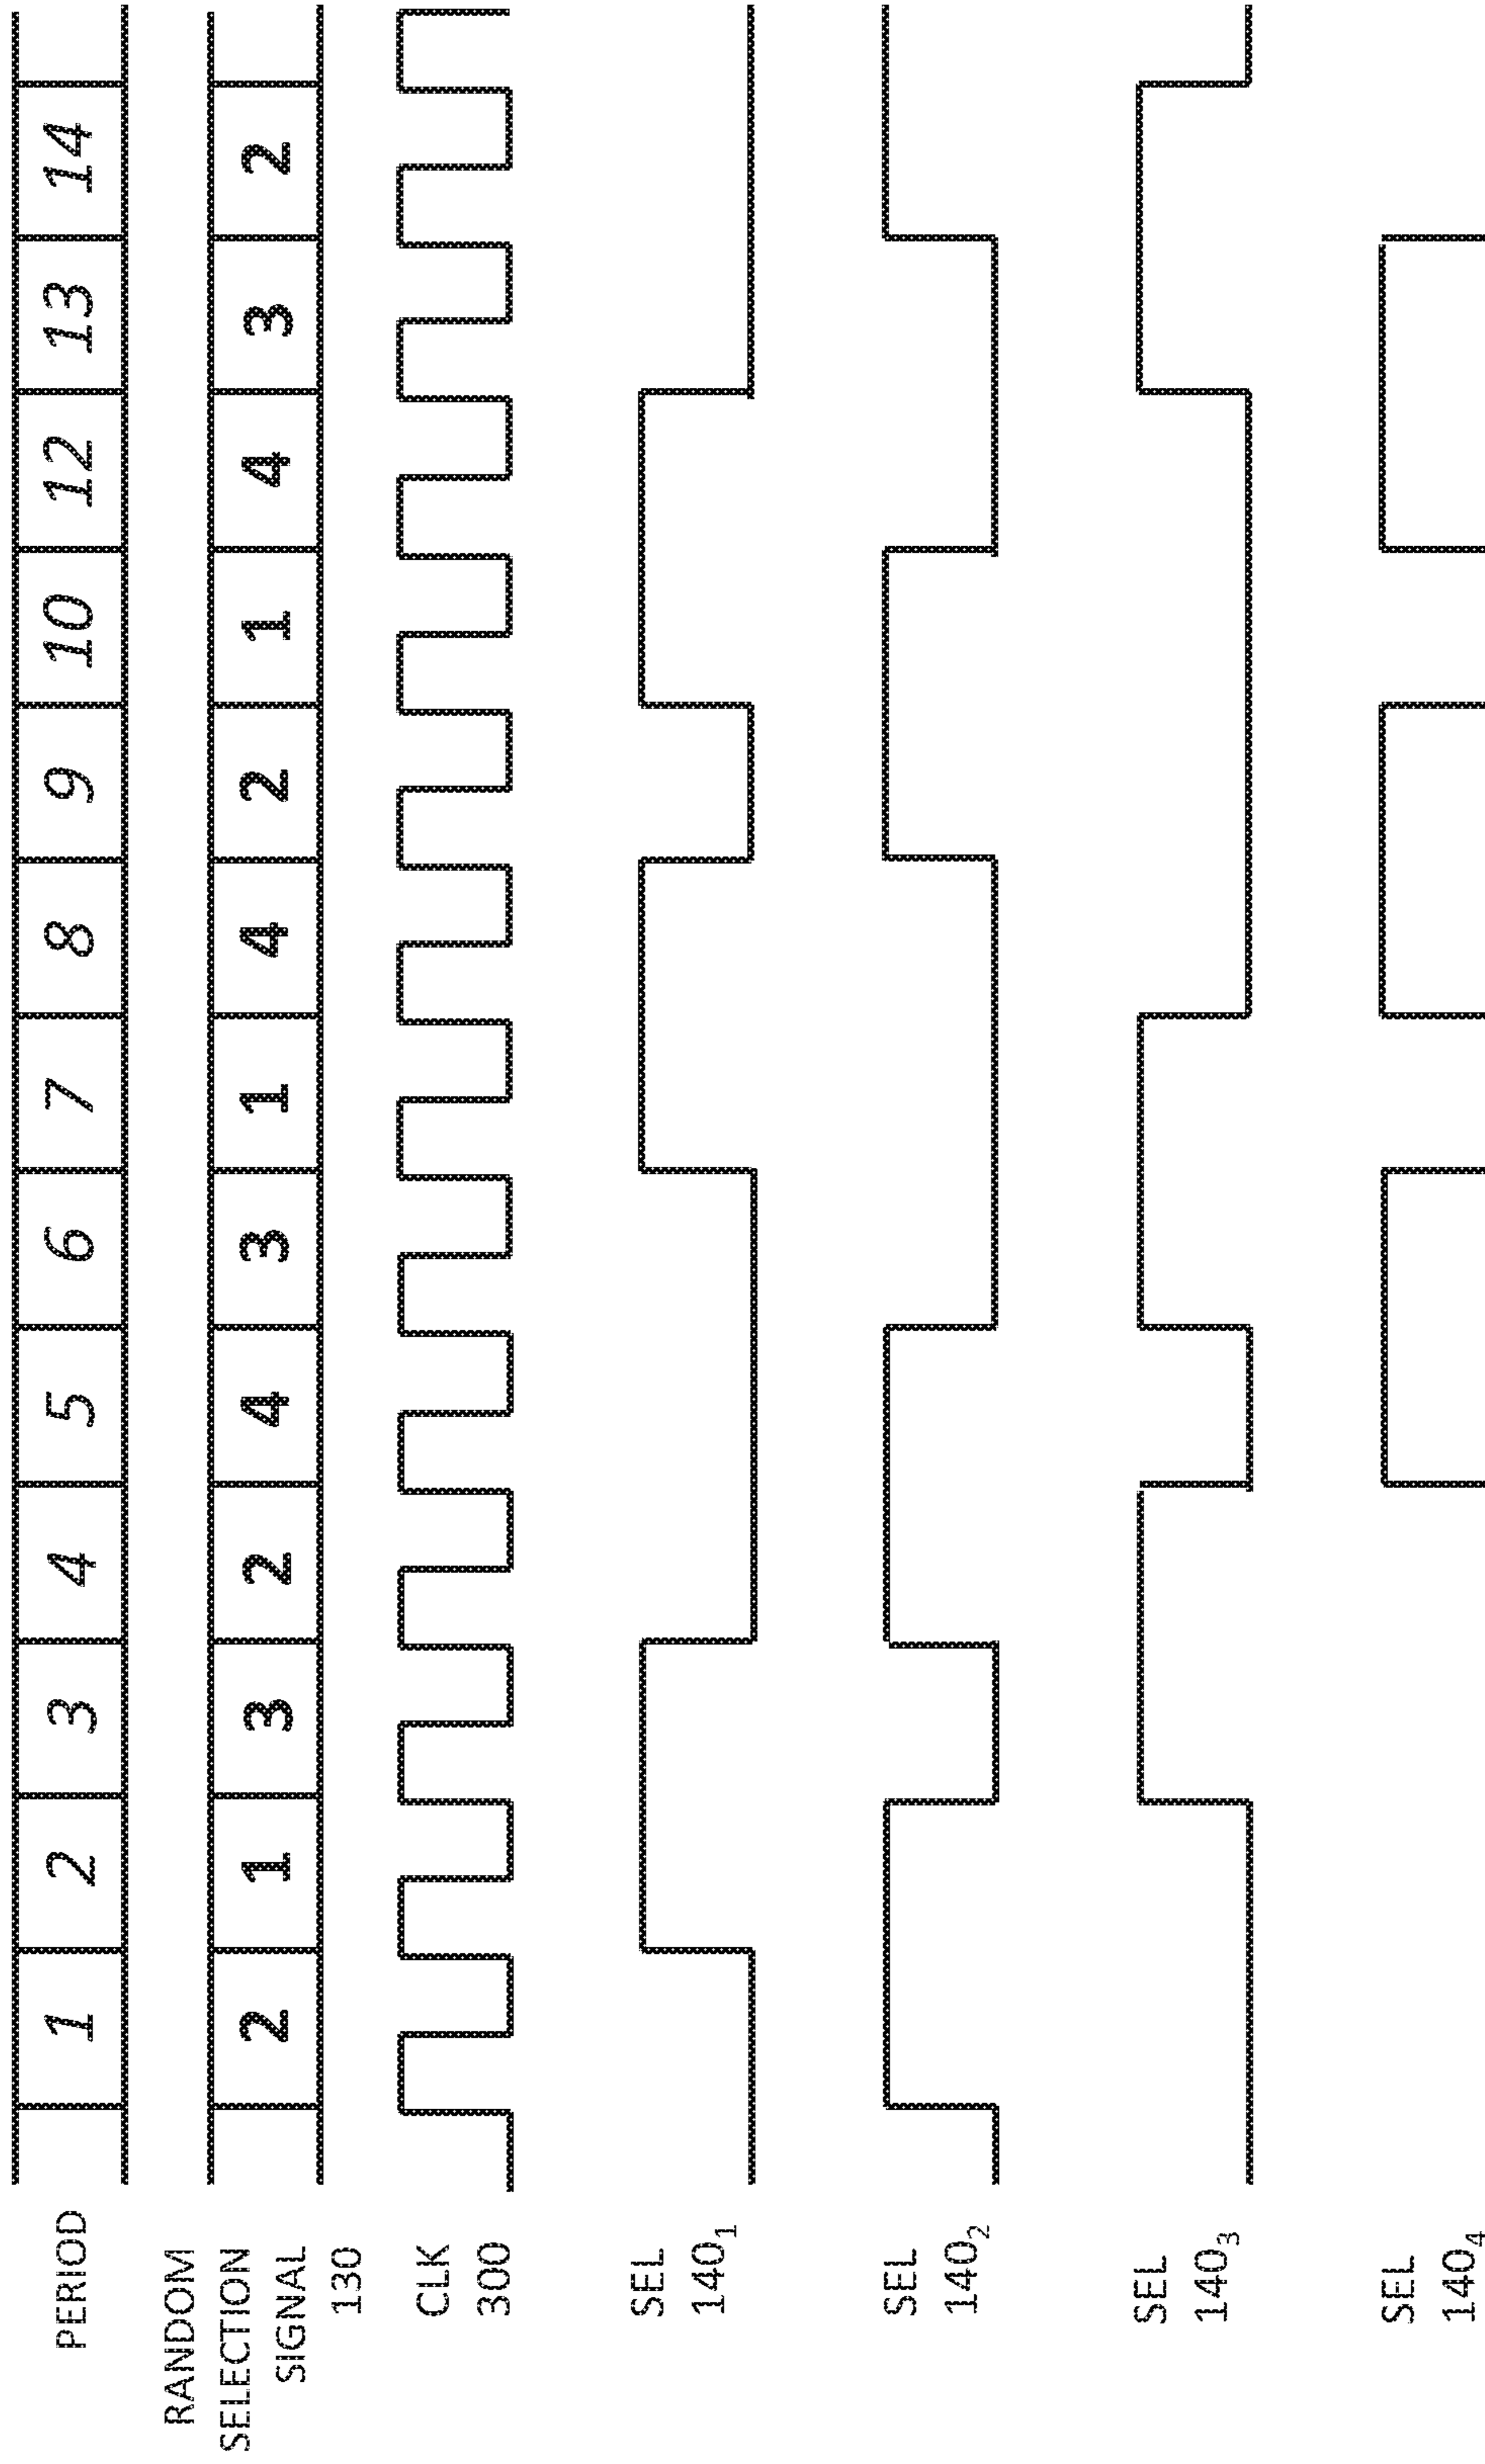 PERIOD 1 2 3 4 5 6 7 8 9 10 12 13 14
RANDOM
SELECTION
SIGNAL
130
2 1 3 2 4 3 1 4 2 1 4 3 2
CLK
300
SEL
140₁
SEL
140₂
SEL
140₃
SEL
140₄